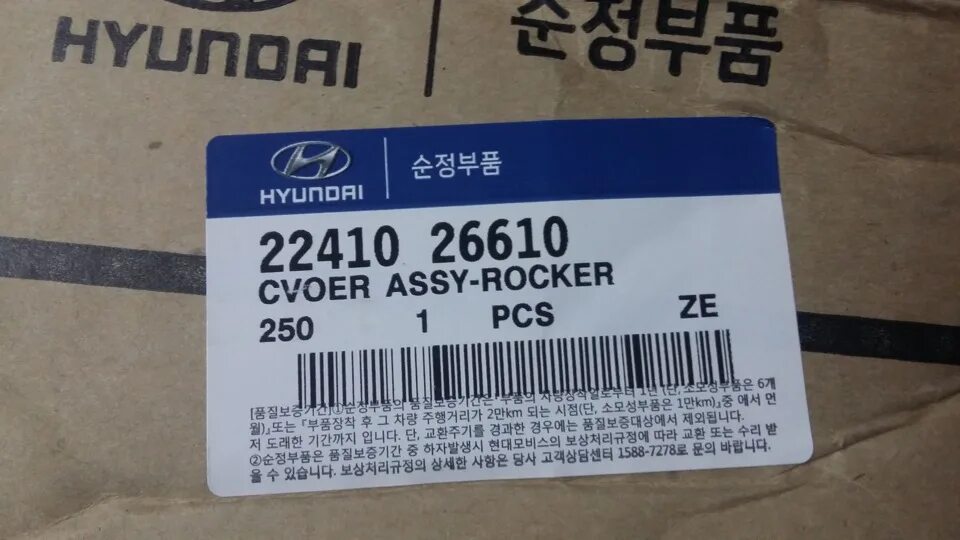 HYUNDAI 순정부품
HYUNDAI 순정부품
22410 26610
CVOER ASSY-ROCKER
250 1 PCS ZE
[품질보증기간]①순정부품의 품질보증기간은 「부품의 차량장착일로부터 1년 (단, 소모성부품은 6개
월)」또는 「부품장착 후 그 차량 주행거리가 2만km 되는 시점(단, 소모성부품은 1만km)」중 에서 먼
저 도래한 기간까지 입니다. 단, 교환주기를 경과한 경우에는 품질보증대상에서 제외됩니다.
②순정부품은 품질보증기간 중 하자발생시 현대모비스의 보상처리규정에 따라 교환 또는 수리 받
을 수 있습니다. 보상처리규정의 상세한 사항은 당사 고객상담센터 1588-7278로 문의 바랍니다.